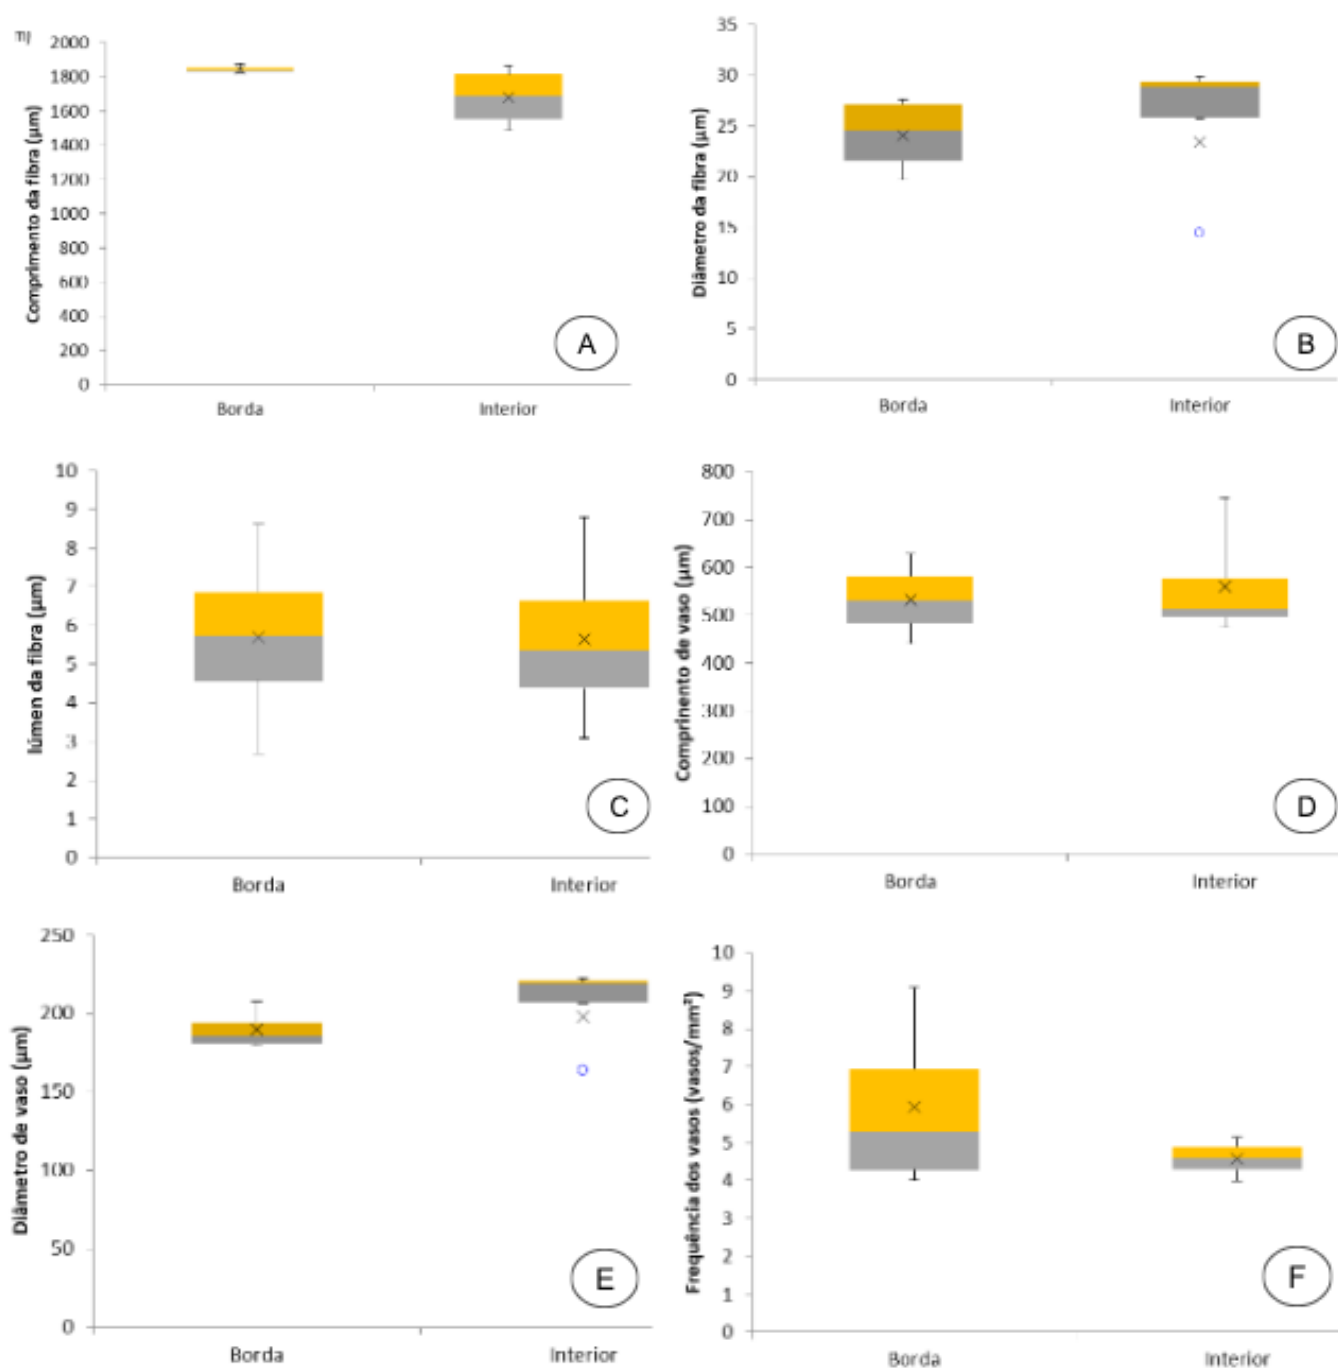 Comprimento da fibra (µm)
2000
1800
1600
1400
1200
1000
800
600
400
200
0
Borda
Interior
A
Diâmetro da fibra (µm)
35
30
25
20
15
10
5
0
Borda
Interior
B
lúmen da fibra (µm)
10
9
8
7
6
5
4
3
2
1
0
Borda
Interior
C
Comprinento de vaso (µm)
800
700
600
500
400
300
200
100
0
Borda
Interior
D
Diâmetro de vaso (µm)
250
200
150
100
50
0
Borda
Interior
E
Frequência dos vasos (vasos/mm²)
10
9
8
7
6
5
4
3
2
1
0
Borda
Interior
F